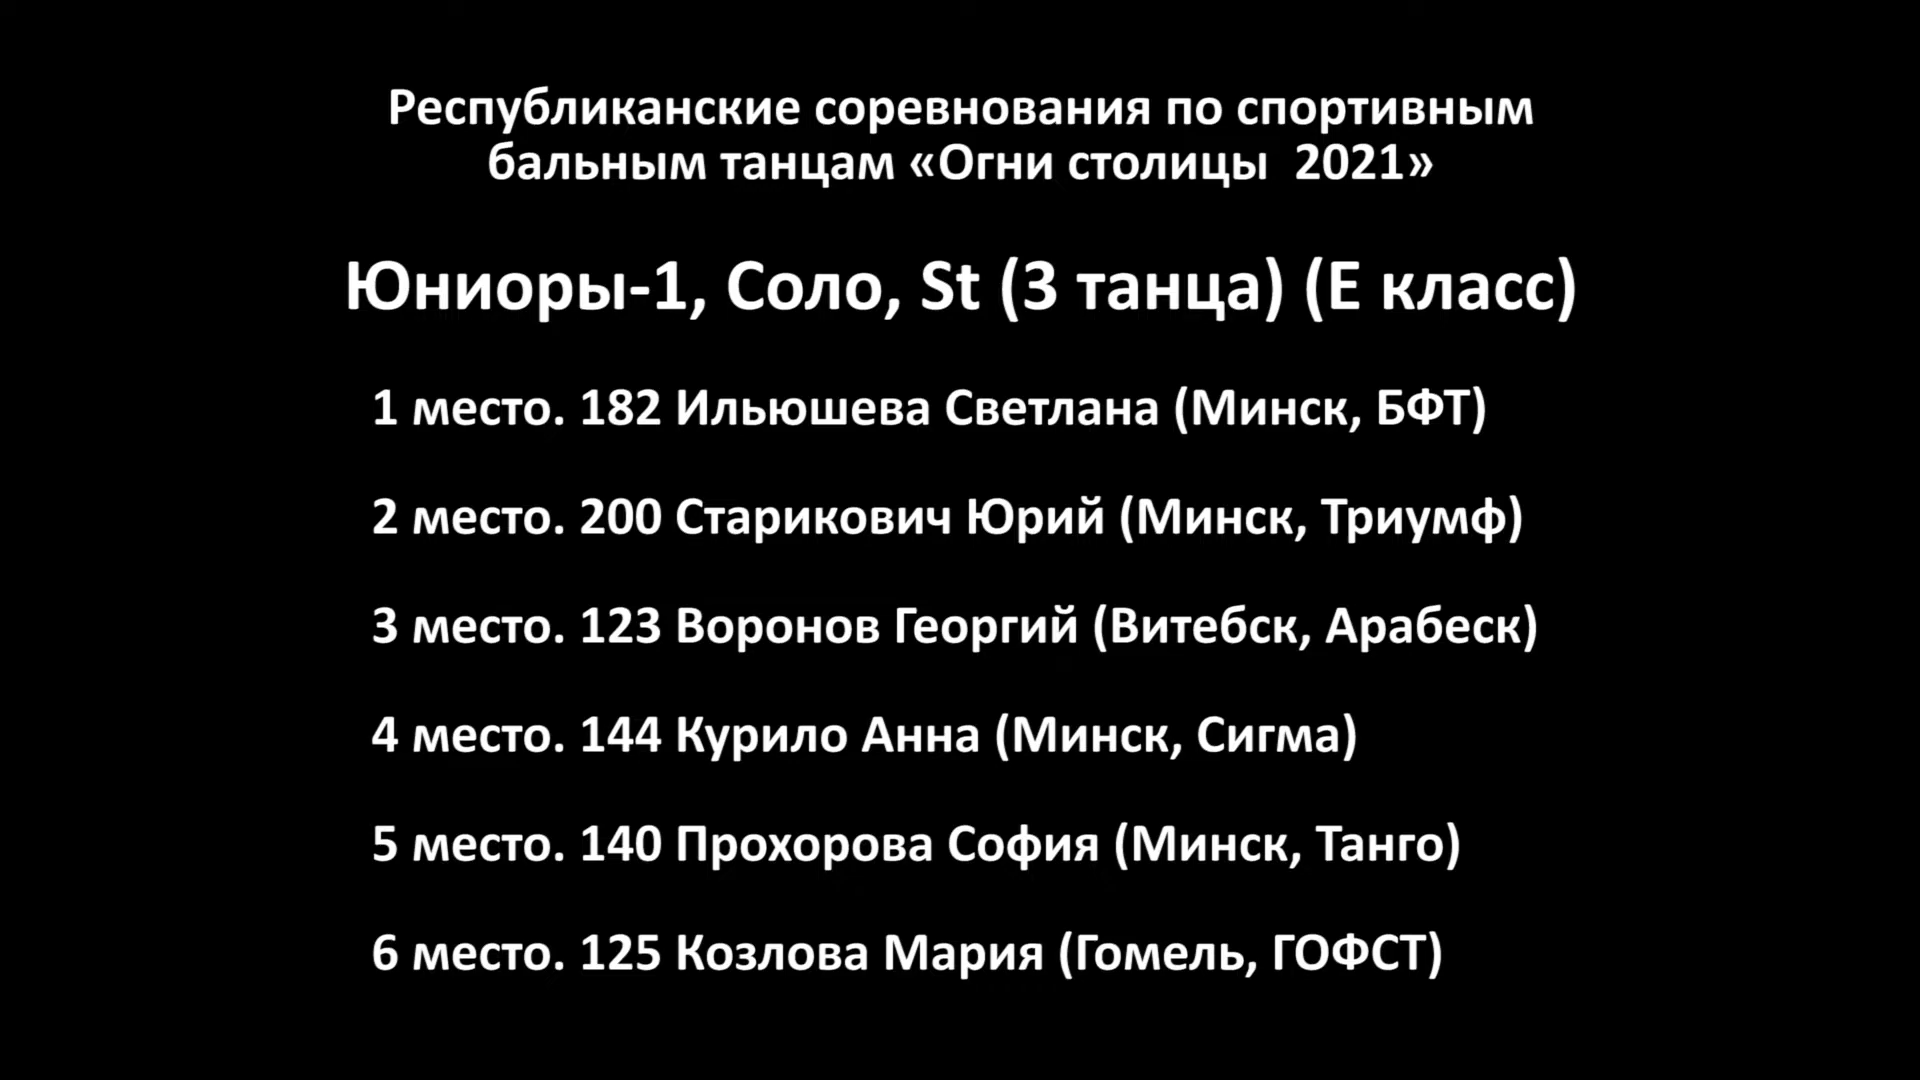 Республиканские соревнования по спортивным
бальным танцам «Огни столицы  2021»
Юниоры-1, Соло, St (3 танца) (Е класс)
1 место. 182 Ильюшева Светлана (Минск, БФТ)
2 место. 200 Старикович Юрий (Минск, Триумф)
3 место. 123 Воронов Георгий (Витебск, Арабеск)
4 место. 144 Курило Анна (Минск, Сигма)
5 место. 140 Прохорова София (Минск, Танго)
6 место. 125 Козлова Мария (Гомель, ГОФСТ)